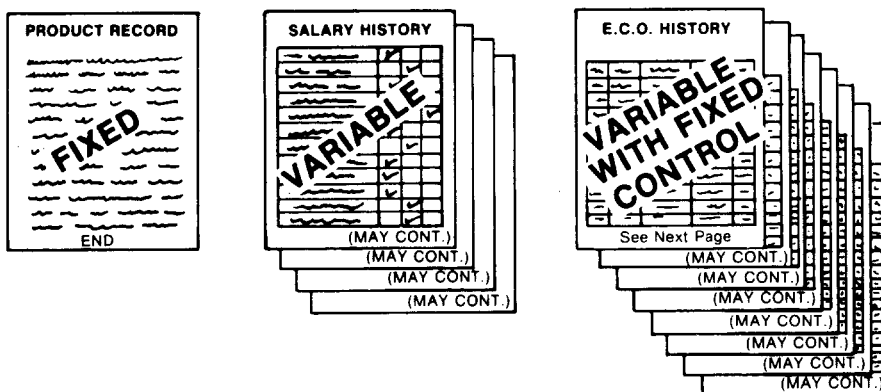 PRODUCT RECORD
FIXED
END
SALARY HISTORY
VARIABLE
(MAY CONT.)
(MAY CONT.)
(MAY CONT.)
(MAY CONT.)
E.C.O. HISTORY
VARIABLE
WITH FIXED
CONTROL
See Next Page
(MAY CONT.)
(MAY CONT.)
(MAY CONT.)
(MAY CONT.)
(MAY CONT.)
(MAY CONT.)
(MAY CONT.)